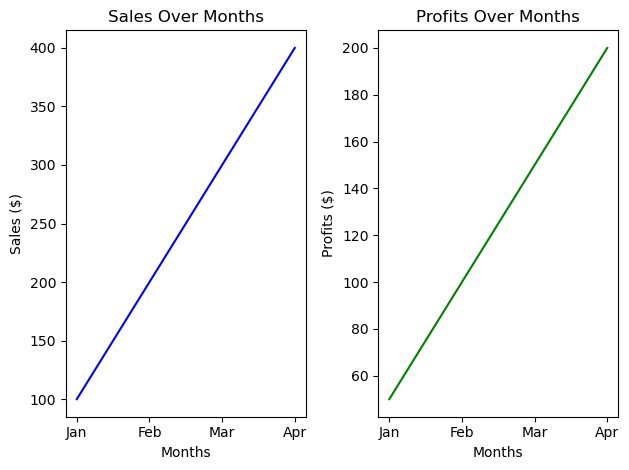 Sales Over Months
400
350
300
250
200
150
100
Sales ($)
Jan Feb Mar Apr
Months
Profits Over Months
200
180
160
140
120
100
80
60
Profits ($)
Jan Feb Mar Apr
Months